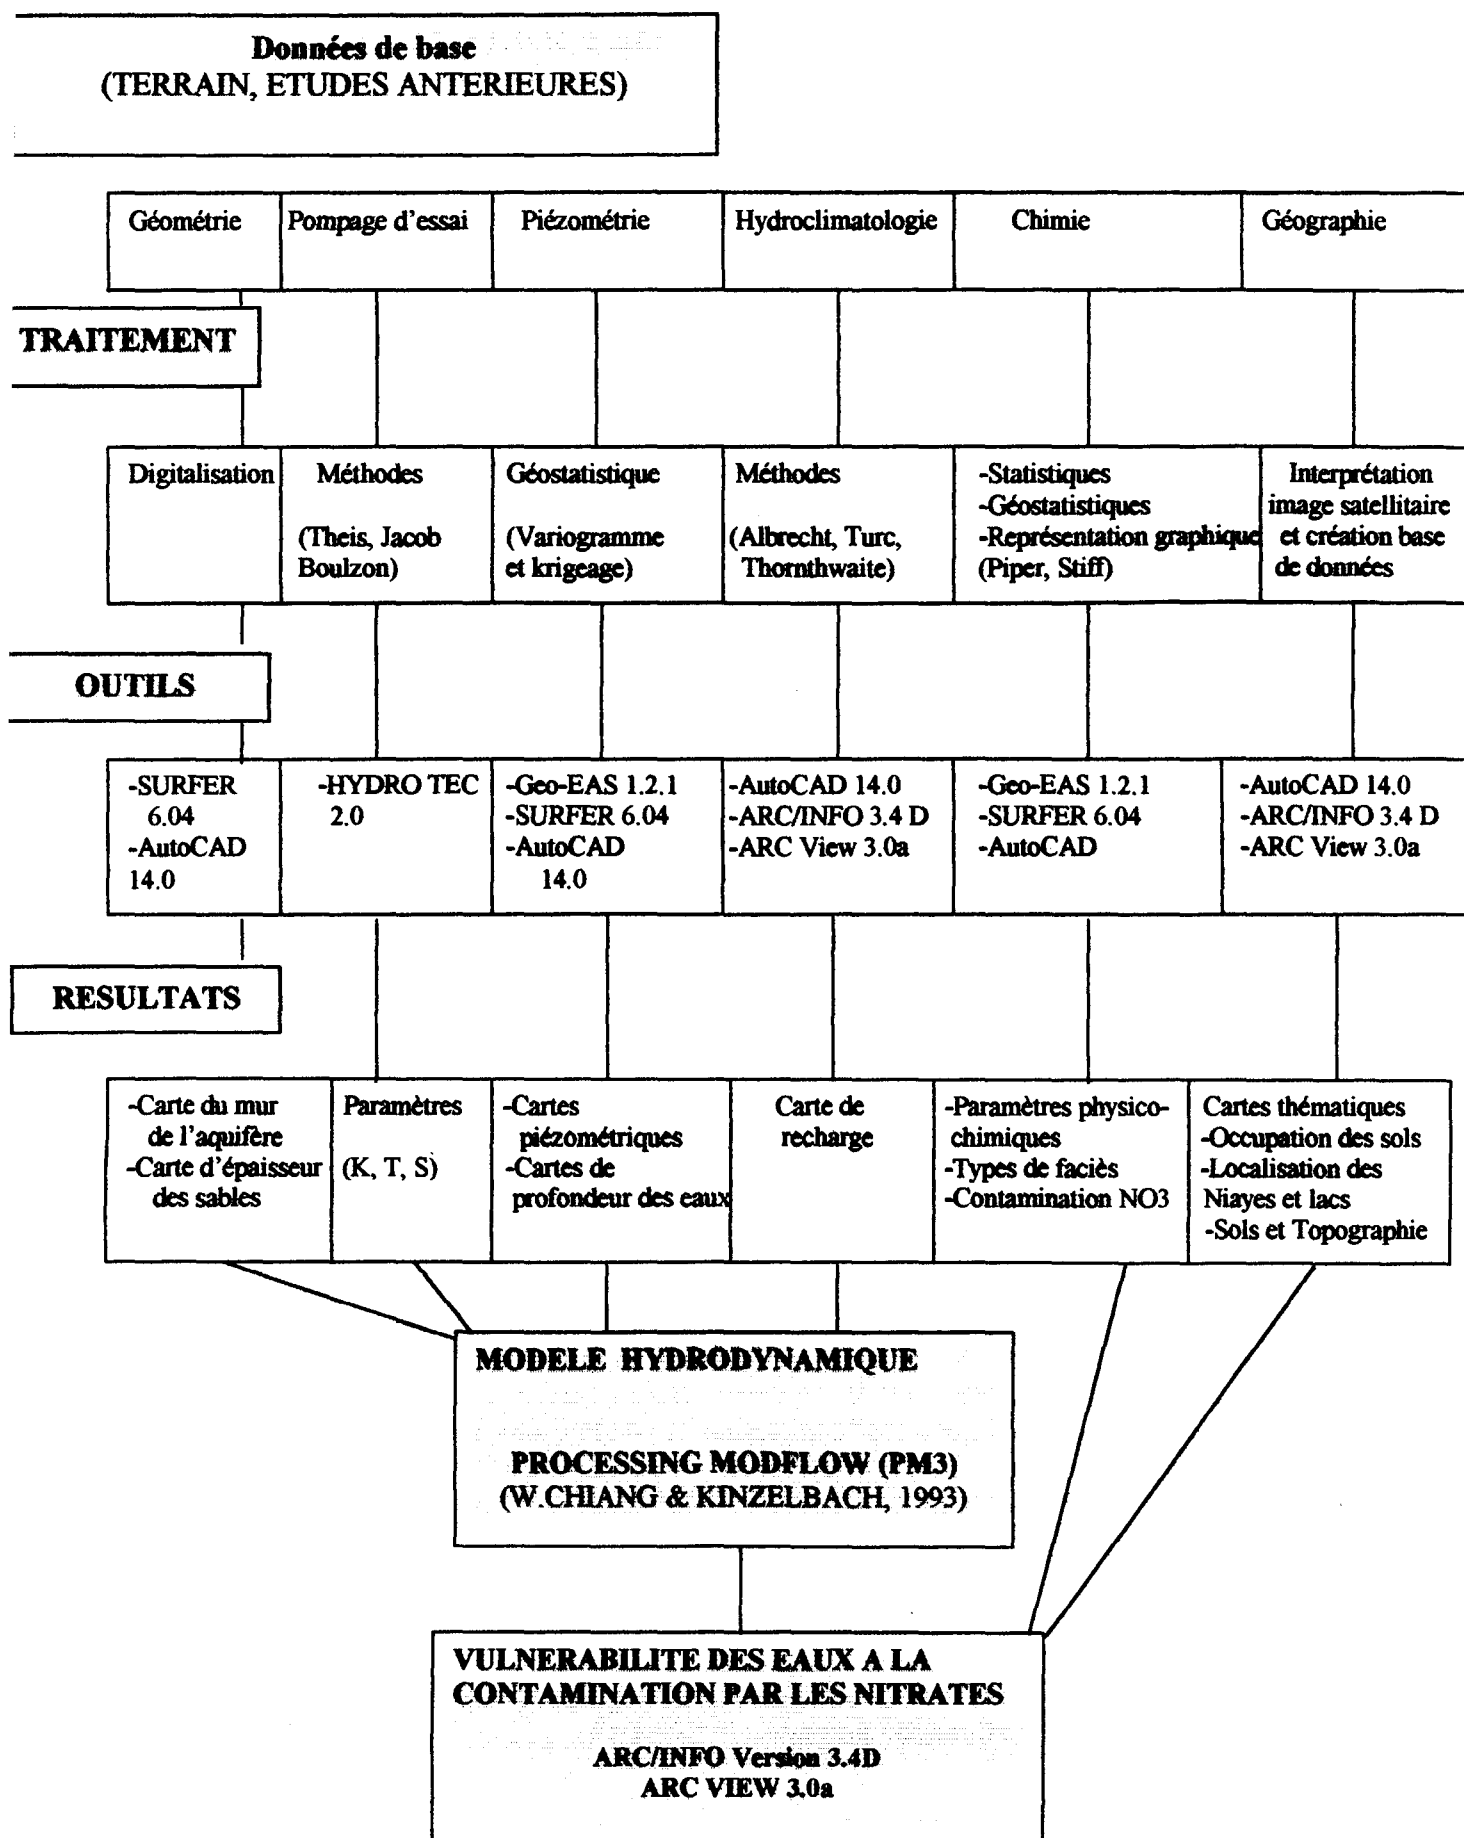 Données de base
(TERRAIN, ETUDES ANTERIEURES)
Géométrie
Pompage d'essai
Piézométrie
Hydroclimatologie
Chimie
Géographie
TRAITEMENT
Digitalisation
Méthodes
(Theis, Jacob
Boulzon)
Géostatistique
(Variogramme
et krigeage)
Méthodes
(Albrecht, Turc,
Thornthwaite)
-Statistiques
-Géostatistiques
-Représentation graphique
(Piper, Stiff)
Interprétation
image satellitaire
et création base
de données
OUTILS
-SURFER
6.04
-AutoCAD
14.0
-HYDRO TEC
2.0
-Geo-EAS 1.2.1
-SURFER 6.04
-AutoCAD
14.0
-AutoCAD 14.0
-ARC/INFO 3.4 D
-ARC View 3.0a
-Geo-EAS 1.2.1
-SURFER 6.04
-AutoCAD
-AutoCAD 14.0
-ARC/INFO 3.4 D
-ARC View 3.0a
RESULTATS
-Carte du mur
de l'aquifère
-Carte d'épaisseur
des sables
Paramètres
(K, T, S)
-Cartes
piézométriques
-Cartes de
profondeur des eaux
Carte de
recharge
-Paramètres physico-
chimiques
-Types de faciès
-Contamination NO3
Cartes thématiques
-Occupation des sols
-Localisation des
Niayes et lacs
-Sols et Topographie
MODELE HYDRODYNAMIQUE
PROCESSING MODFLOW (PM3)
(W.CHIANG & KINZELBACH, 1993)
VULNERABILITE DES EAUX A LA
CONTAMINATION PAR LES NITRATES
ARC/INFO Version 3.4D
ARC VIEW 3.0a